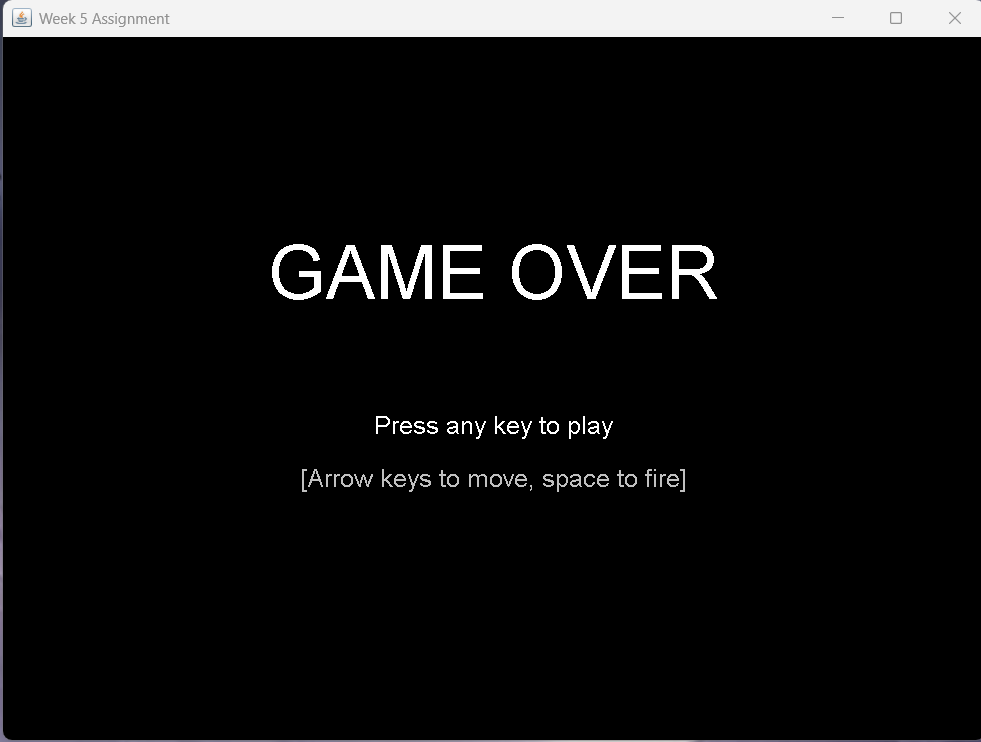 Week 5 Assignment
GAME OVER
Press any key to play
[Arrow keys to move, space to fire]